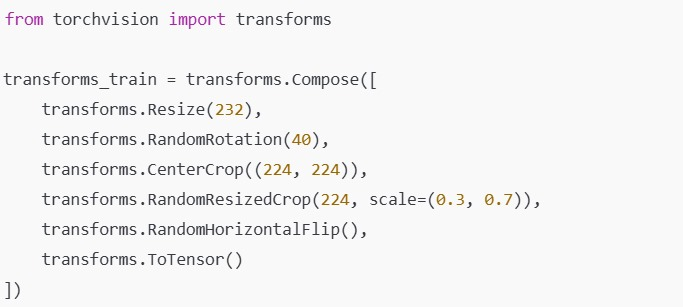 from torchvision import transforms
transforms_train = transforms.Compose([
    transforms.Resize(232),
    transforms.RandomRotation(40),
    transforms.CenterCrop((224, 224)),
    transforms.RandomResizedCrop(224, scale=(0.3, 0.7)),
    transforms.RandomHorizontalFlip(),
    transforms.ToTensor()
])